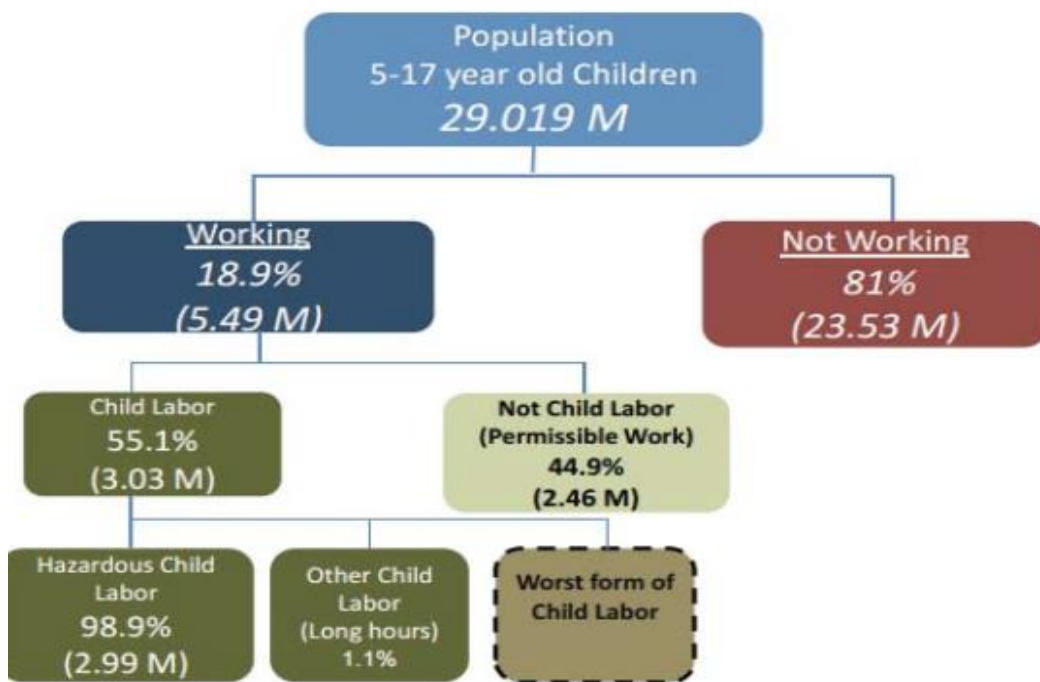 Population
5-17 year old Children
29.019 M
Working
18.9%
(5.49 M)
Not Working
81%
(23.53 M)
Child Labor
55.1%
(3.03 M)
Not Child Labor
(Permissible Work)
44.9%
(2.46 M)
Hazardous Child
Labor
98.9%
(2.99 M)
Other Child
Labor
(Long hours)
1.1%
Worst form of
Child Labor